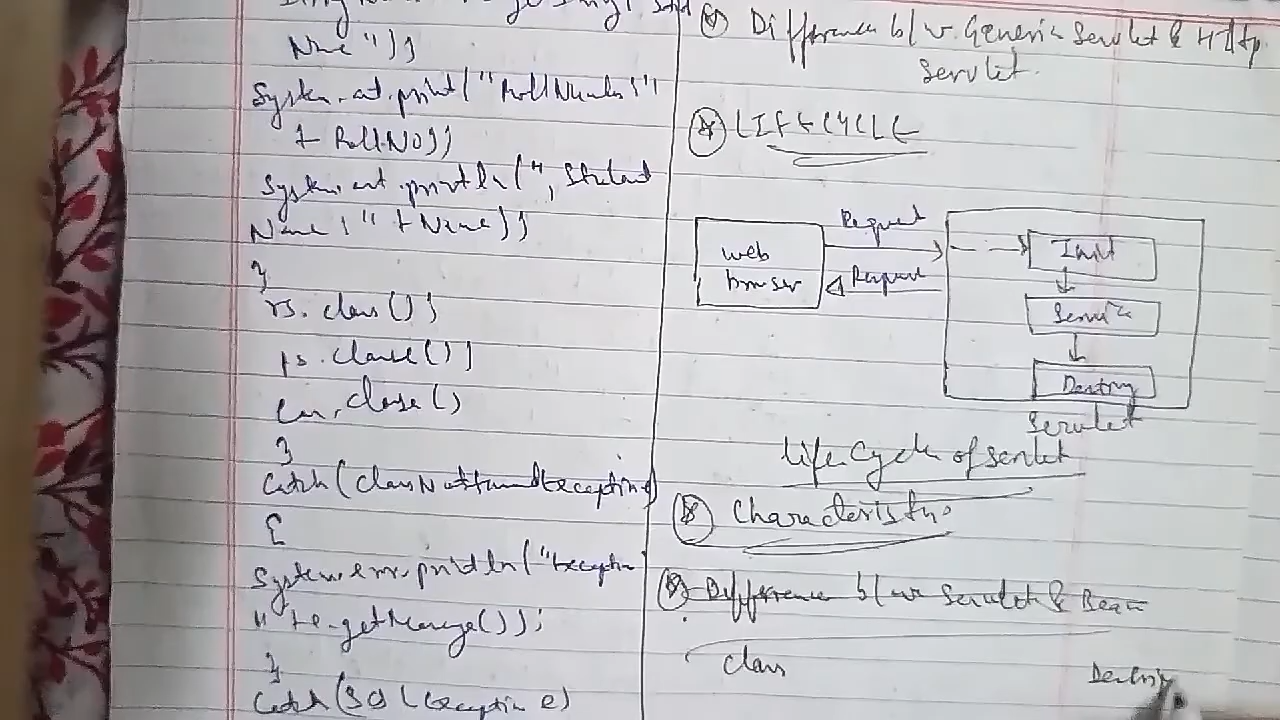 Name");
System.out.print("RollNumber:"
+ RollNo);
System.out.println(", Student
Name:" + Name);
}
rs.close();
ps.close();
con.close()
}
Catch(ClassNotFoundException e)
{
System.err.println("Exception
" + e.getMessage());
}
Catch(SQLException e)
Difference b/w. Generic Servlet & Http
Servlet.
LIFECYCLE
Request
web
browser
Init
Service
Destroy
Servlet
life Cycle of servlet
Difference b/w Servlet & Bean
class